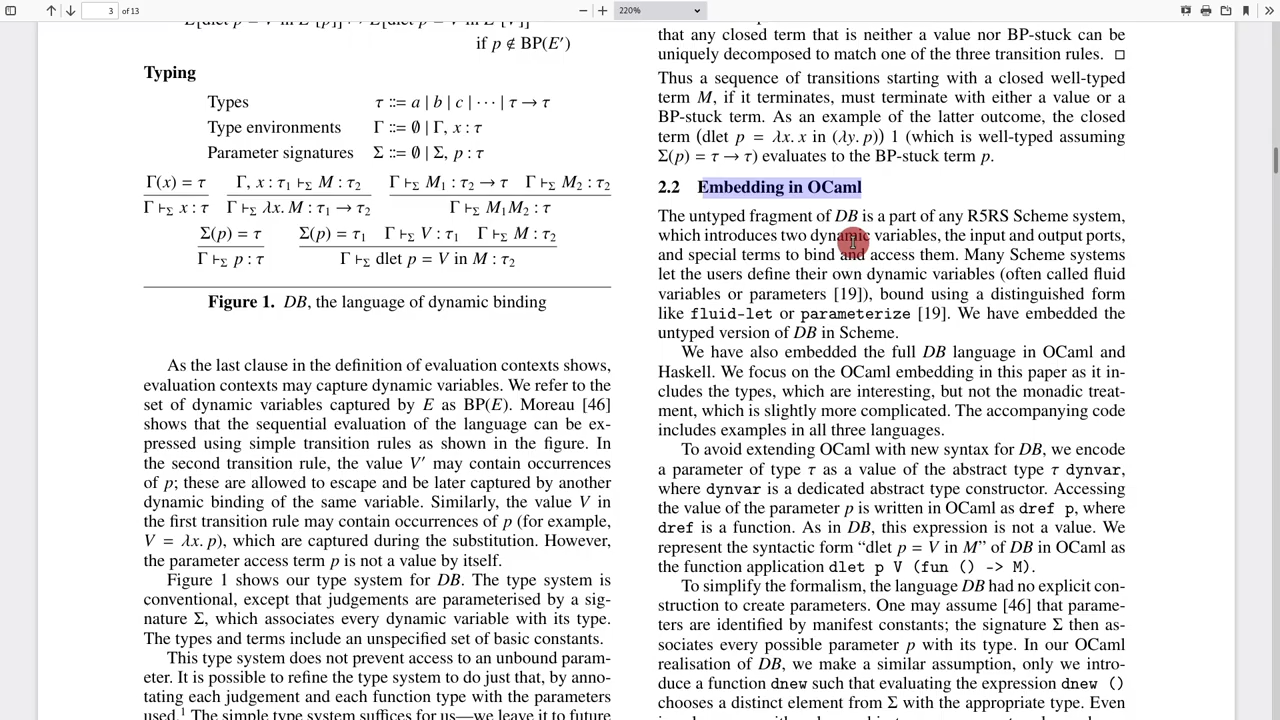 3 of 13
220%
if p ∉ BP(E′)
Typing
Types τ ::= a | b | c | ⋯ | τ → τ
Type environments Γ ::= ∅ | Γ, x : τ
Parameter signatures Σ ::= ∅ | Σ, p : τ
Γ(x) = τ Γ, x : τ₁ ⊢Σ M : τ₂ Γ ⊢Σ M₁ : τ₂ → τ Γ ⊢Σ M₂ : τ₂
Γ ⊢Σ x : τ Γ ⊢Σ λx. M : τ₁ → τ₂ Γ ⊢Σ M₁M₂ : τ
Σ(p) = τ Σ(p) = τ₁ Γ ⊢Σ V : τ₁ Γ ⊢Σ M : τ₂
Γ ⊢Σ p : τ Γ ⊢Σ dlet p = V in M : τ₂
Figure 1. DB, the language of dynamic binding
As the last clause in the definition of evaluation contexts shows,
evaluation contexts may capture dynamic variables. We refer to the
set of dynamic variables captured by E as BP(E). Moreau [46]
shows that the sequential evaluation of the language can be ex-
pressed using simple transition rules as shown in the figure. In
the second transition rule, the value V′ may contain occurrences
of p; these are allowed to escape and be later captured by another
dynamic binding of the same variable. Similarly, the value V in
the first transition rule may contain occurrences of p (for example,
V = λx. p), which are captured during the substitution. However,
the parameter access term p is not a value by itself.
Figure 1 shows our type system for DB. The type system is
conventional, except that judgements are parameterised by a sig-
nature Σ, which associates every dynamic variable with its type.
The types and terms include an unspecified set of basic constants.
This type system does not prevent access to an unbound param-
eter. It is possible to refine the type system to do just that, by anno-
tating each judgement and each function type with the parameters
used.¹ The simple type system suffices for us—we leave it to future
that any closed term that is neither a value nor BP-stuck can be
uniquely decomposed to match one of the three transition rules. □
Thus a sequence of transitions starting with a closed well-typed
term M, if it terminates, must terminate with either a value or a
BP-stuck term. As an example of the latter outcome, the closed
term (dlet p = λx. x in (λy. p)) 1 (which is well-typed assuming
Σ(p) = τ → τ) evaluates to the BP-stuck term p.
2.2 Embedding in OCaml
The untyped fragment of DB is a part of any R5RS Scheme system,
which introduces two dynamic variables, the input and output ports,
and special terms to bind and access them. Many Scheme systems
let the users define their own dynamic variables (often called fluid
variables or parameters [19]), bound using a distinguished form
like fluid-let or parameterize [19]. We have embedded the
untyped version of DB in Scheme.
We have also embedded the full DB language in OCaml and
Haskell. We focus on the OCaml embedding in this paper as it in-
cludes the types, which are interesting, but not the monadic treat-
ment, which is slightly more complicated. The accompanying code
includes examples in all three languages.
To avoid extending OCaml with new syntax for DB, we encode
a parameter of type τ as a value of the abstract type τ dynvar,
where dynvar is a dedicated abstract type constructor. Accessing
the value of the parameter p is written in OCaml as dref p, where
dref is a function. As in DB, this expression is not a value. We
represent the syntactic form “dlet p = V in M” of DB in OCaml as
the function application dlet p V (fun () -> M).
To simplify the formalism, the language DB had no explicit con-
struction to create parameters. One may assume [46] that parame-
ters are identified by manifest constants; the signature Σ then as-
sociates every possible parameter p with its type. In our OCaml
realisation of DB, we make a similar assumption, only we intro-
duce a function dnew such that evaluating the expression dnew ()
chooses a distinct element from Σ with the appropriate type. Even